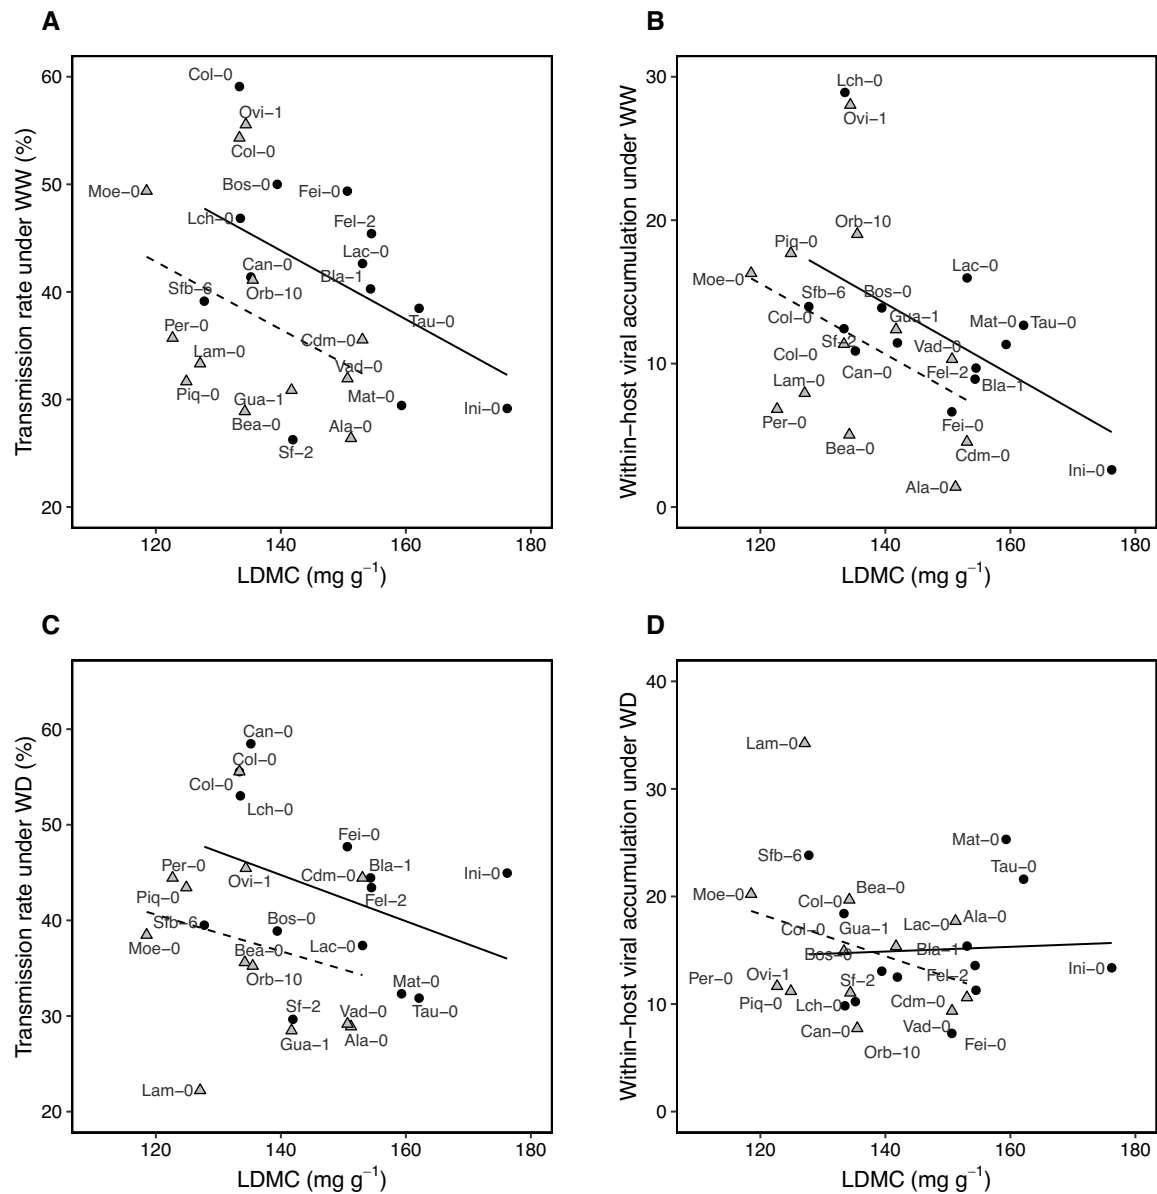 A
Transmission rate under WW (%)
60
50
40
30
20
Col−0
Ovi−1
Col−0
Moe−0
Bos−0
Fei−0
Lch−0
Fel−2
Lac−0
Can−0
Bla−1
Sfb−6
Orb−10
Tau−0
Per−0
Cdm−0
Lam−0
Vad−0
Piq−0
Gua−1
Mat−0
Ini−0
Bea−0
Ala−0
Sf−2
120
140
160
180
LDMC (mg g−1)
B
Within−host viral accumulation under WW
30
20
10
0
Lch−0
Ovi−1
Orb−10
Piq−0
Moe−0
Lac−0
Sfb−6
Bos−0
Col−0
Gua−1
Mat−0
Tau−0
Sf−2
Vad−0
Col−0
Can−0
Fel−2
Lam−0
Bla−1
Per−0
Fei−0
Bea−0
Cdm−0
Ini−0
Ala−0
120
140
160
180
LDMC (mg g−1)
C
Transmission rate under WD (%)
60
50
40
30
20
Can−0
Col−0
Col−0
Lch−0
Fei−0
Per−0
Bla−1
Cdm−0
Ini−0
Ovi−1
Piq−0
Fel−2
Bos−0
Sfb−6
Moe−0
Bea−0
Lac−0
Orb−10
Mat−0
Sf−2
Vad−0
Tau−0
Gua−1
Ala−0
Lam−0
120
140
160
180
LDMC (mg g−1)
D
Within−host viral accumulation under WD
40
30
20
10
0
Lam−0
Mat−0
Sfb−6
Tau−0
Bea−0
Moe−0
Col−0
Ala−0
Lac−0
Col−0
Gua−1
Bla−1
Bos−0
Ini−0
Ovi−1
Per−0
Sf−2
Fel−2
Piq−0
Lch−0
Cdm−0
Can−0
Vad−0
Fei−0
Orb−10
120
140
160
180
LDMC (mg g−1)